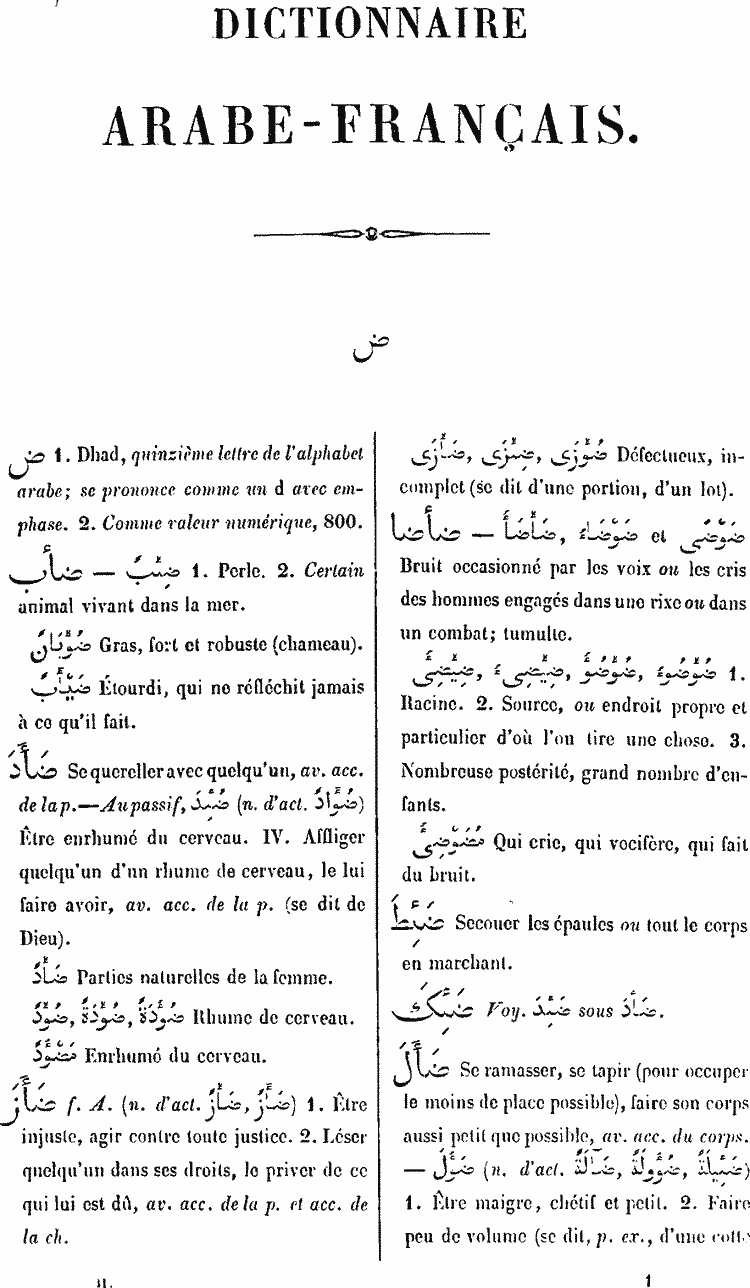 DICTIONNAIRE
ARABE-FRANÇAIS.
ض
ض 1. Dhad, quinzième lettre de l'alphabet
arabe; se prononce comme un d avec em-
phase. 2. Comme valeur numérique, 800.
ضأب — ضِئْبٌ 1. Perle. 2. Certain
animal vivant dans la mer.
ضُؤْبَانٌ Gras, fort et robuste (chameau).
ضَيْأَبٌ Étourdi, qui ne réfléchit jamais
à ce qu'il fait.
ضَأَدَ Se quereller avec quelqu'un, av. acc.
de la p.—Au passif, ضُئِدَ (n. d'act. ضُؤَادٌ)
Être enrhumé du cerveau. IV. Affliger
quelqu'un d'un rhume de cerveau, le lui
faire avoir, av. acc. de la p. (se dit de
Dieu).
ضَأْدٌ Parties naturelles de la femme.
ضُؤْدَةٌ, ضُؤْدَةٌ, ضُؤْدٌ Rhume de cerveau.
مَضْؤُودٌ Enrhumé du cerveau.
ضَأَزَ f. A. (n. d'act. ضَأْزٌ, ضَأَزٌ) 1. Être
injuste, agir contre toute justice. 2. Léser
quelqu'un dans ses droits, le priver de ce
qui lui est dû, av. acc. de la p. et acc. de
la ch.
ضُؤْزَى, ضِئْزَى, ضَأْزَى Défectueux, in-
complet (se dit d'une portion, d'un lot).
ضأضا — ضَأْضَأٌ, ضَوْضَاءُ et ضَوْضَى
Bruit occasionné par les voix ou les cris
des hommes engagés dans une rixe ou dans
un combat; tumulte.
ضُؤْضُوءٌ, ضُؤْضُؤٌ, ضِئْضِيءٌ, ضِئْضِئٌ 1.
Racine. 2. Source, ou endroit propre et
particulier d'où l'on tire une chose. 3.
Nombreuse postérité, grand nombre d'en-
fants.
مُضَوْضِئٌ Qui crie, qui vocifère, qui fait
du bruit.
ضَئِطَ Secouer les épaules ou tout le corps
en marchant.
ضَئِكَ Voy. ضَئِدَ sous ضَأَدَ.
ضَأَلَ Se ramasser, se tapir (pour occuper
le moins de place possible), faire son corps
aussi petit que possible, av. acc. du corps.
— ضَؤُلَ (n. d'act. ضَآلَةٌ, ضُؤُولَةٌ, ضَئِيلَةٌ)
1. Être maigre, chétif et petit. 2. Faire
peu de volume (se dit, p. ex., d'une cotte
II. 1